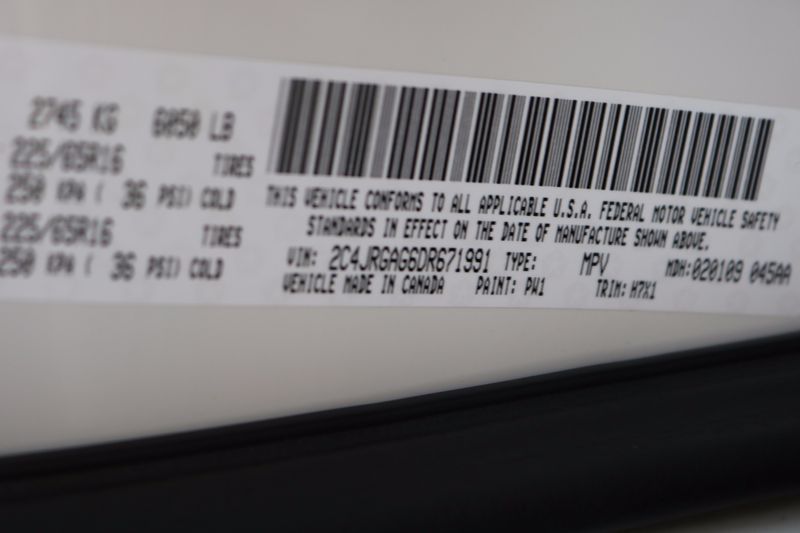 2745 KG 6050 LB
225/65R16 TIRES
250 KPA ( 36 PSI) COLD
225/65R16 TIRES
250 KPA ( 36 PSI) COLD
THIS VEHICLE CONFORMS TO ALL APPLICABLE U.S.A. FEDERAL MOTOR VEHICLE SAFETY
STANDARDS IN EFFECT ON THE DATE OF MANUFACTURE SHOWN ABOVE.
VIN: 2C4JRGAG6DR671991 TYPE: MPV MDH:020109 045AA
VEHICLE MADE IN CANADA PAINT: PW1 TRIM: H7X1